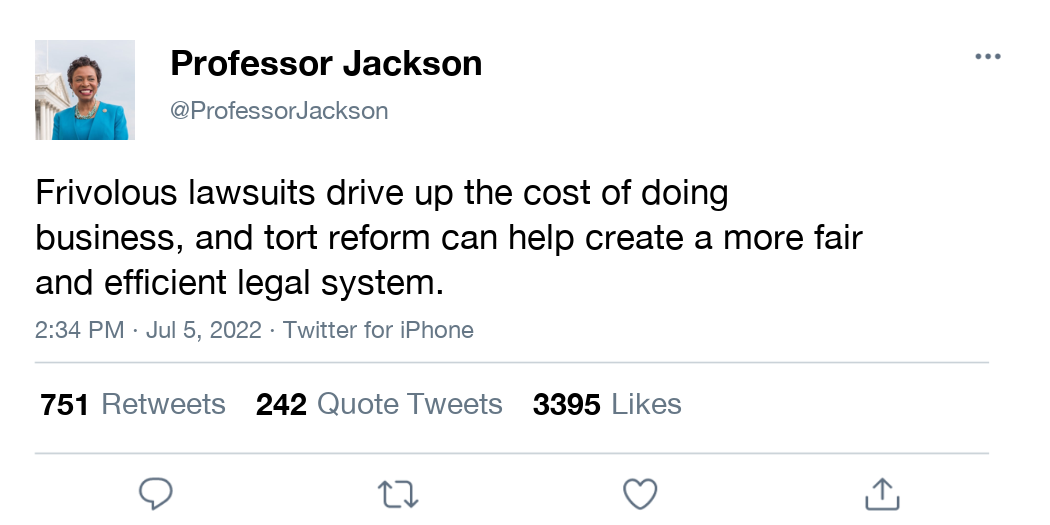 Professor Jackson
@ProfessorJackson
Frivolous lawsuits drive up the cost of doing
business, and tort reform can help create a more fair
and efficient legal system.
2:34 PM · Jul 5, 2022 · Twitter for iPhone
751 Retweets 242 Quote Tweets 3395 Likes